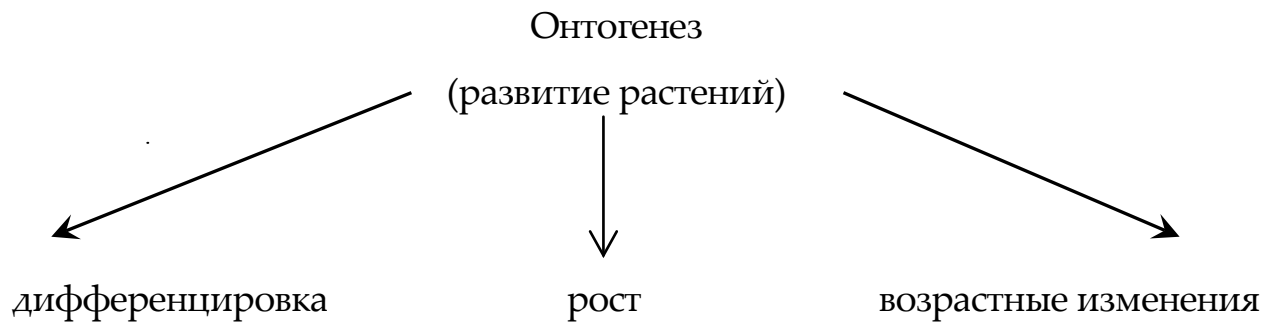 Онтогенез
(развитие растений)
дифференцировка рост возрастные изменения